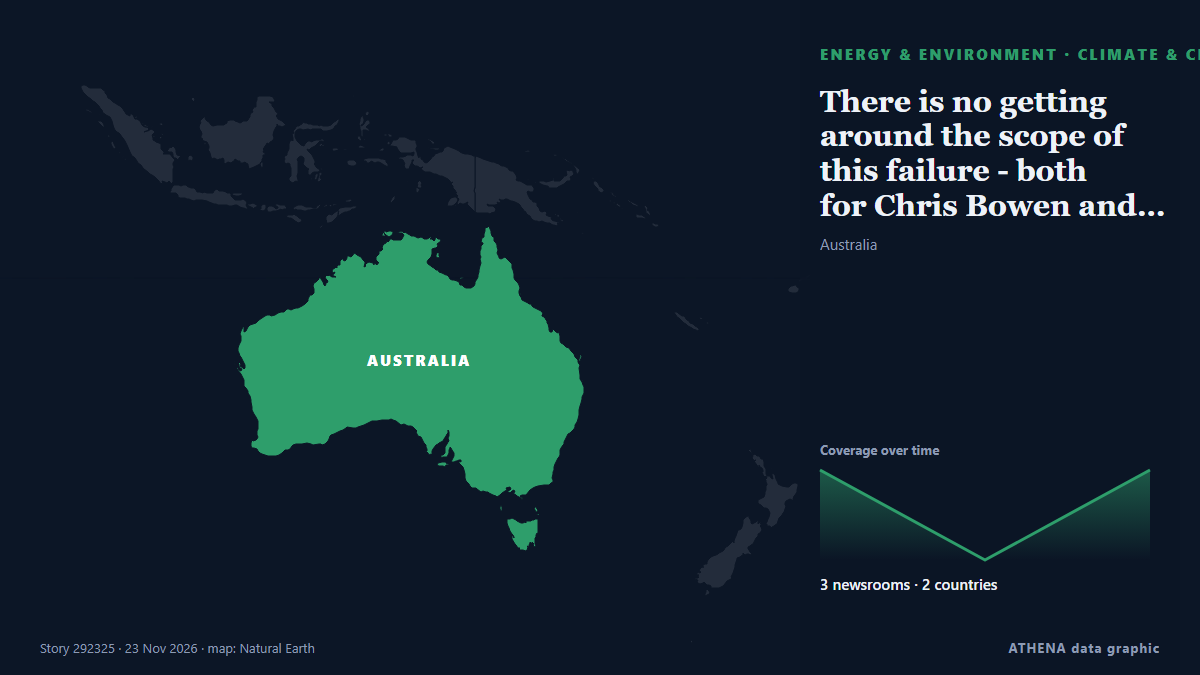 ENERGY & ENVIRONMENT · CLIMATE &
There is no getting
around the scope of
this failure - both
for Chris Bowen and...
Australia
AUSTRALIA
Coverage over time
3 newsrooms · 2 countries
Story 292325 · 23 Nov 2026 · map: Natural Earth
ATHENA data graphic